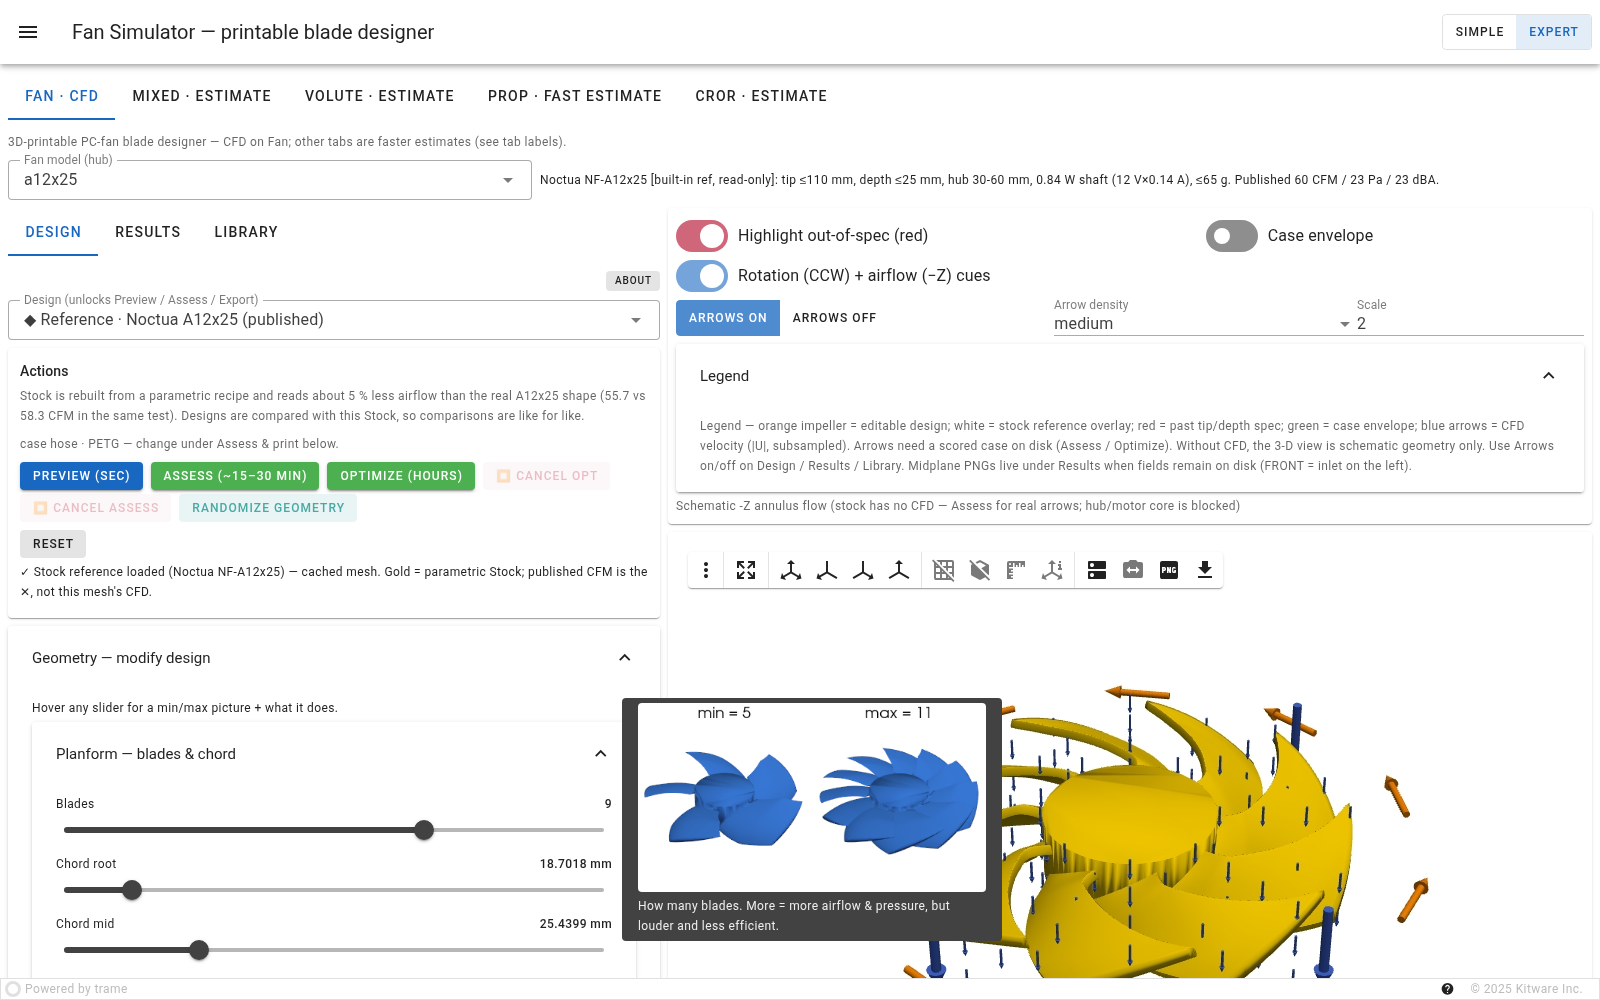 Fan Simulator — printable blade designer
SIMPLE
EXPERT
FAN · CFD
MIXED · ESTIMATE
VOLUTE · ESTIMATE
PROP · FAST ESTIMATE
CROR · ESTIMATE
3D-printable PC-fan blade designer — CFD on Fan; other tabs are faster estimates (see tab labels).
Fan model (hub)
a12x25
Noctua NF-A12x25 [built-in ref, read-only]: tip ≤110 mm, depth ≤25 mm, hub 30-60 mm, 0.84 W shaft (12 V×0.14 A), ≤65 g. Published 60 CFM / 23 Pa / 23 dBA.
DESIGN
RESULTS
LIBRARY
ABOUT
Design (unlocks Preview / Assess / Export)
◆ Reference · Noctua A12x25 (published)
Actions
Stock is rebuilt from a parametric recipe and reads about 5 % less airflow than the real A12x25 shape (55.7 vs
58.3 CFM in the same test). Designs are compared with this Stock, so comparisons are like for like.
case hose · PETG — change under Assess & print below.
PREVIEW (SEC)
ASSESS (~15–30 MIN)
OPTIMIZE (HOURS)
CANCEL OPT
CANCEL ASSESS
RANDOMIZE GEOMETRY
RESET
✓ Stock reference loaded (Noctua NF-A12x25) — cached mesh. Gold = parametric Stock; published CFM is the
✕, not this mesh's CFD.
Geometry — modify design
Hover any slider for a min/max picture + what it does.
Planform — blades & chord
Blades
9
Chord root
18.7018 mm
Chord mid
25.4399 mm
Highlight out-of-spec (red)
Case envelope
Rotation (CCW) + airflow (−Z) cues
ARROWS ON
ARROWS OFF
Arrow density
medium
Scale
2
Legend
Legend — orange impeller = editable design; white = stock reference overlay; red = past tip/depth spec; green = case envelope; blue arrows = CFD
velocity (|U|, subsampled). Arrows need a scored case on disk (Assess / Optimize). Without CFD, the 3-D view is schematic geometry only. Use Arrows
on/off on Design / Results / Library. Midplane PNGs live under Results when fields remain on disk (FRONT = inlet on the left).
Schematic -Z annulus flow (stock has no CFD — Assess for real arrows; hub/motor core is blocked)
PNG
min = 5
max = 11
How many blades. More = more airflow & pressure, but
louder and less efficient.
Powered by trame
© 2025 Kitware Inc.